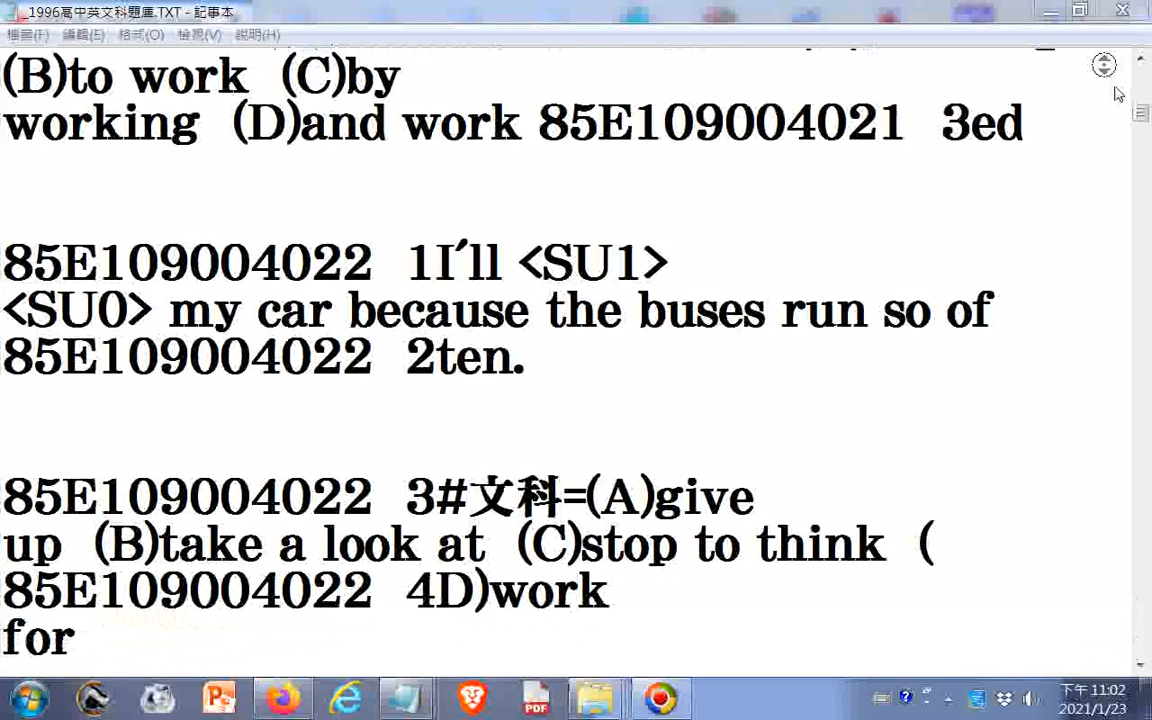 _1996高中英文科題庫.TXT - 記事本
檔案(F) 編輯(E) 格式(O) 檢視(V) 說明(H)
(B)to work (C)by
working (D)and work 85E109004021 3ed
85E109004022 1I'll <SU1>
<SU0> my car because the buses run so of
85E109004022 2ten.
85E109004022 3#文科=(A)give
up (B)take a look at (C)stop to think (
85E109004022 4D)work
for
PDF
下午 11:02
2021/1/23